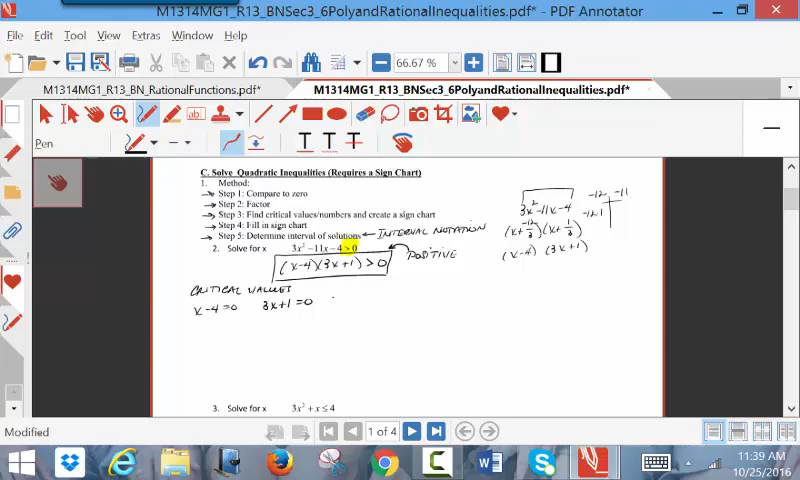 M1314MG1_R13_BNSec3_6PolyandRationalInequalities.pdf* - PDF Annotator
File Edit Tool View Extras Window Help
66.67 %
M1314MG1_R13_BN_RationalFunctions.pdf* M1314MG1_R13_BNSec3_6PolyandRationalInequalities.pdf*
Pen
C. Solve Quadratic Inequalities (Requires a Sign Chart)
1. Method:
Step 1: Compare to zero
Step 2: Factor
Step 3: Find critical values/numbers and create a sign chart
Step 4: Fill in sign chart
Step 5: Determine interval of solutions ← INTERVAL NOTATION
2. Solve for x 3x² −11x − 4 > 0
(x-4)(3x+1) > 0 POSITIVE
-12 -11
3x²-11x-4
-12 1
(x+ -12/3)(x+ 1/3)
(x-4) (3x+1)
CRITICAL VALUES
x-4=0 3x+1=0
3. Solve for x 3x² + x ≤ 4
1 of 4
Modified
11:39 AM
10/25/2016